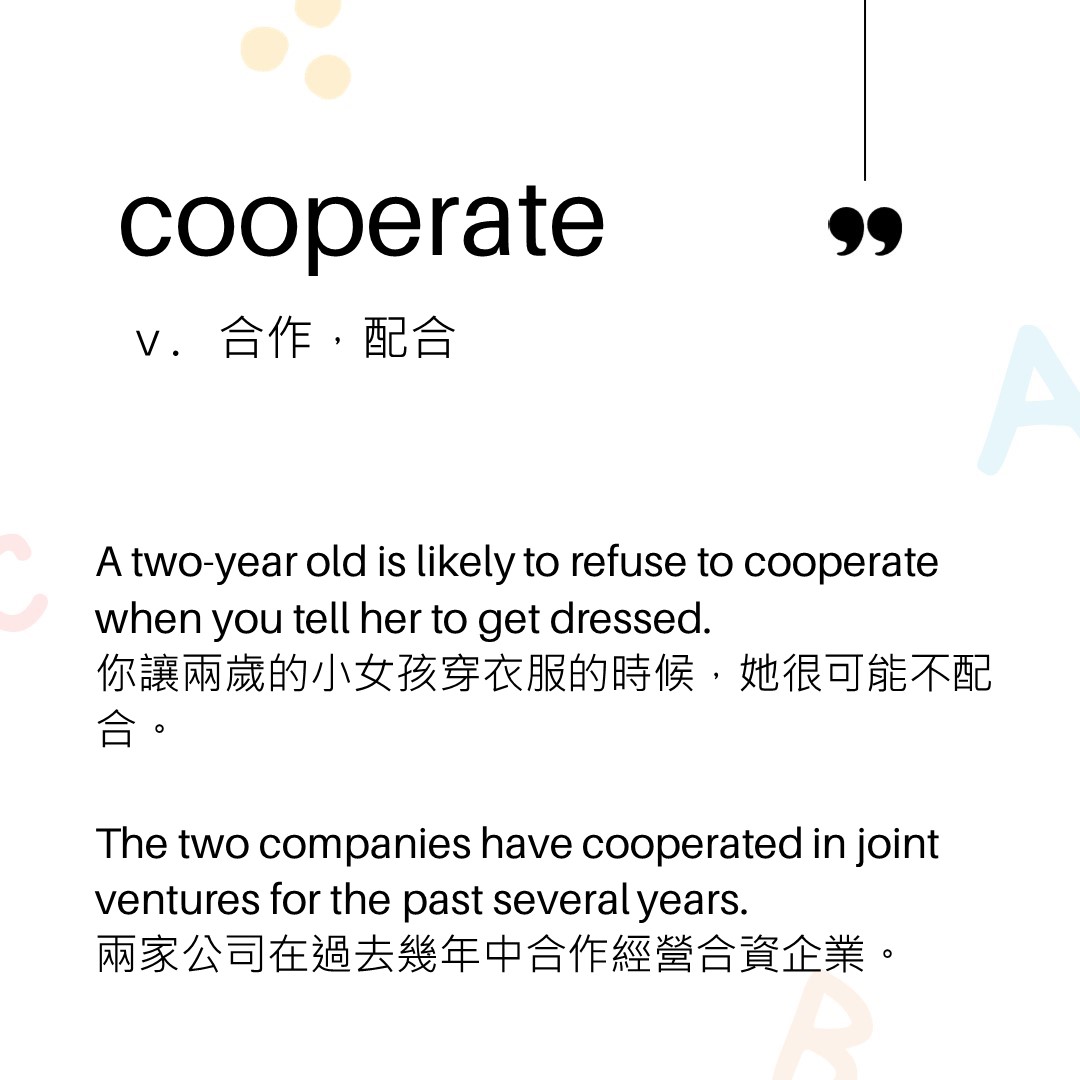 cooperate
”
v. 合作，配合
A
C
A two-year old is likely to refuse to cooperate
when you tell her to get dressed.
你讓兩歲的小女孩穿衣服的時候，她很可能不配
合。
The two companies have cooperated in joint
ventures for the past several years.
兩家公司在過去幾年中合作經營合資企業。
B